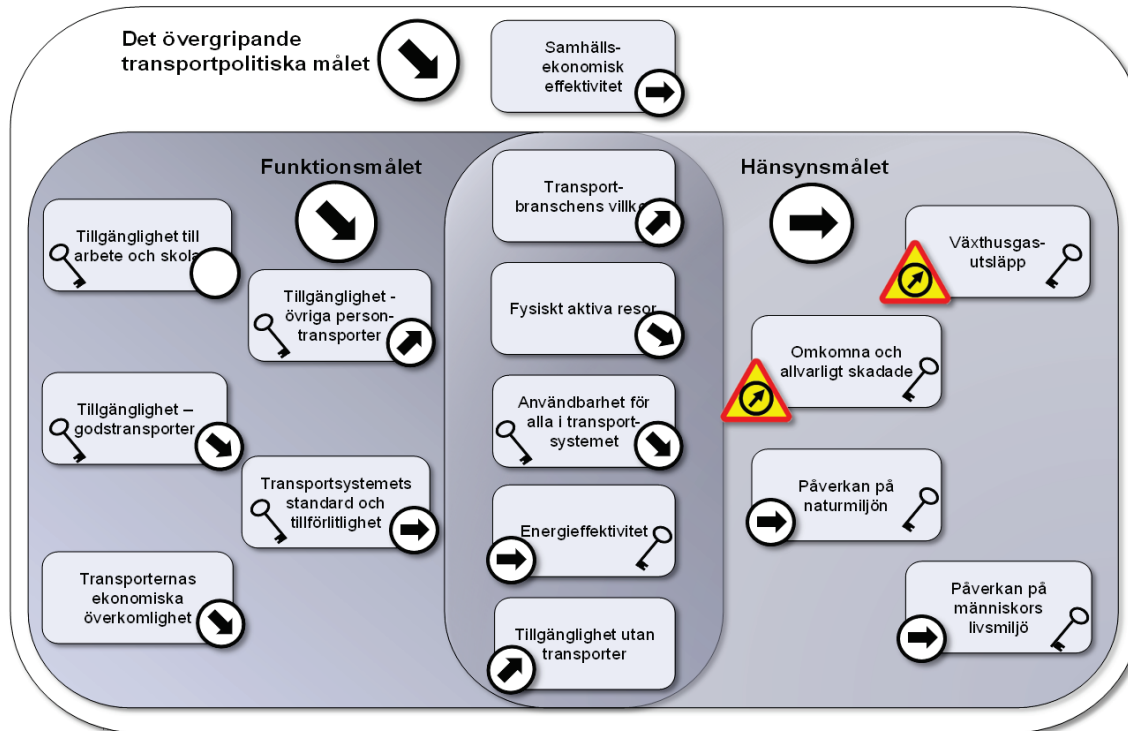 Det övergripande
transportpolitiska målet
Samhälls-
ekonomisk
effektivitet
Funktionsmålet
Hänsynsmålet
Tillgänglighet till
arbete och skola
Tillgänglighet -
övriga person-
transporter
Tillgänglighet –
godstransporter
Transportsystemets
standard och
tillförlitlighet
Transporternas
ekonomiska
överkomlighet
Transport-
branschens villko
Fysiskt aktiva resor
Användbarhet för
alla i transport-
systemet
Energieffektivitet
Tillgänglighet utan
transporter
Växthusgas-
utsläpp
Omkomna och
allvarligt skadade
Påverkan på
naturmiljön
Påverkan på
människors
livsmiljö